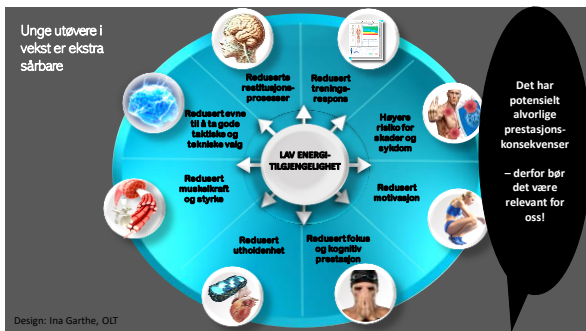 Unge utøvere i
vekst er ekstra
sårbare
Reduserte
restitusjons-
prosesser
Redusert
trenings-
respons
Redusert evne
til å ta gode
taktiske og
tekniske valg
Høyere
risiko for
skader og
sykdom
LAV ENERGI-
TILGJENGELIGHET
Redusert
muskelkraft
og styrke
Redusert
motivasjon
Redusert
utholdenhet
Redusert fokus
og kognitiv
prestasjon
Det har
potensielt
alvorlige
prestasjons-
konsekvenser
– derfor bør
det være
relevant for
oss!
Design: Ina Garthe, OLT